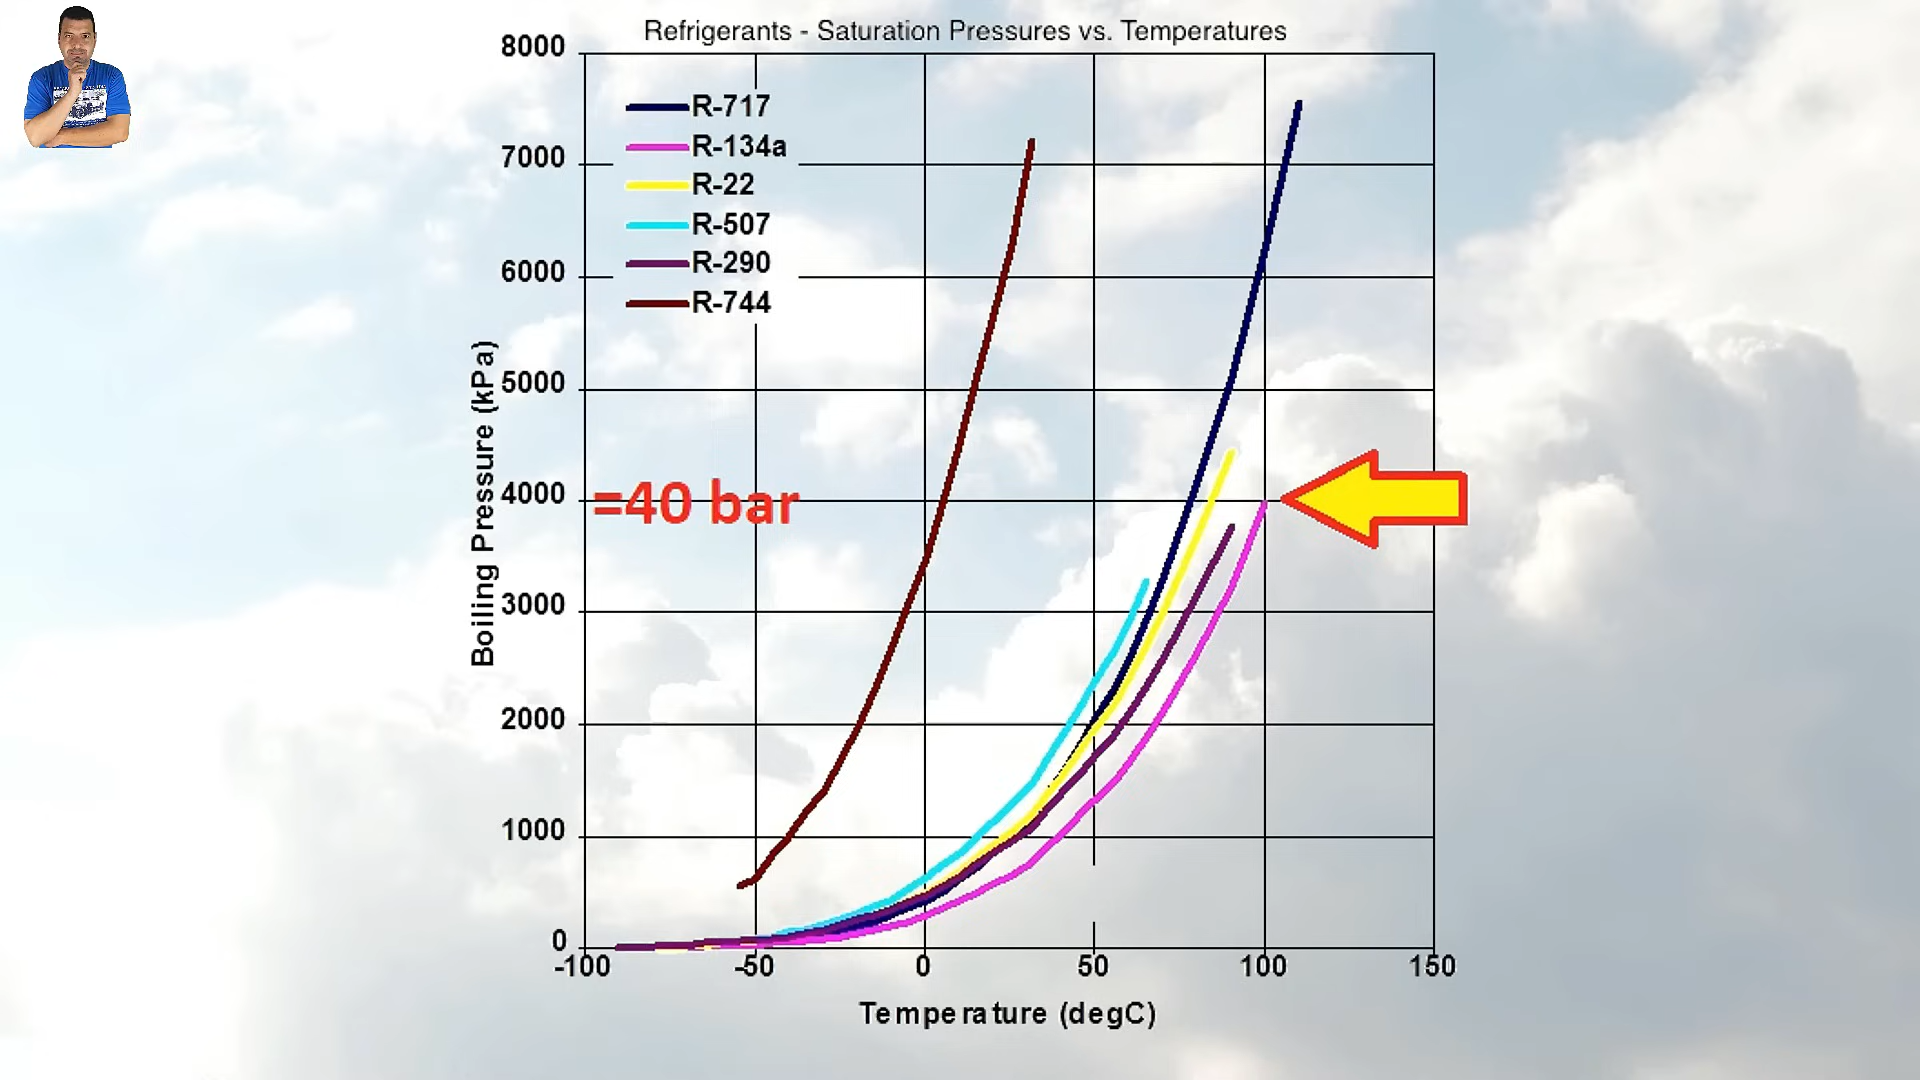 Refrigerants - Saturation Pressures vs. Temperatures
8000
7000
6000
5000
4000
3000
2000
1000
0
R-717
R-134a
R-22
R-507
R-290
R-744
=40 bar
Boiling Pressure (kPa)
-100 -50 0 50 100 150
Temperature (degC)